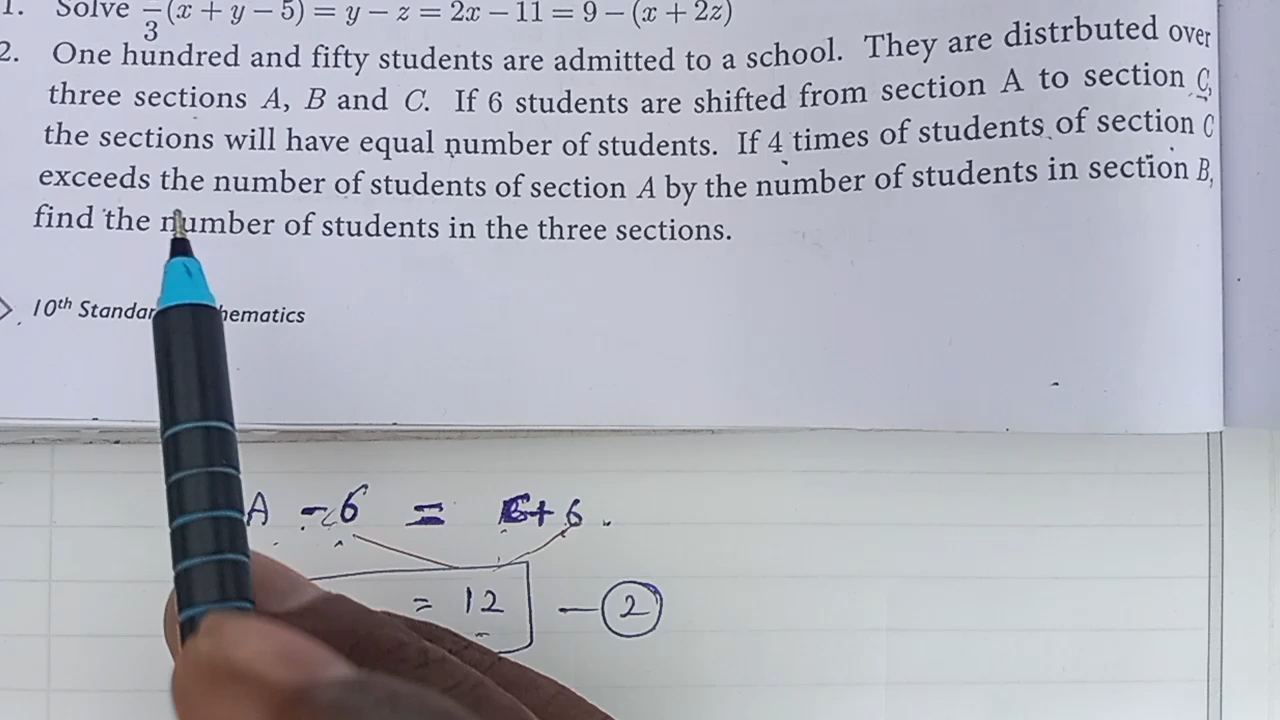 1. Solve 3 (x + y − 5) = y − z = 2x − 11 = 9 − (x + 2z)
2. One hundred and fifty students are admitted to a school. They are distrbuted over
three sections A, B and C. If 6 students are shifted from section A to section C,
the sections will have equal number of students. If 4 times of students of section C
exceeds the number of students of section A by the number of students in section B,
find the number of students in the three sections.
10th Standar hematics
A − 6 = C + 6 .
= 12 — 2